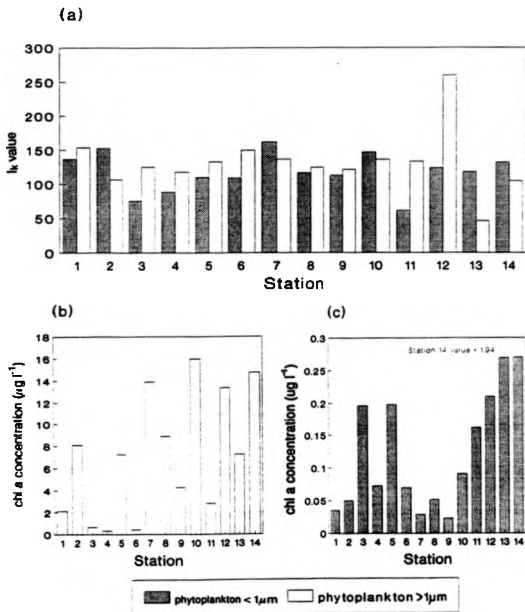 (a)
300
250
200
150
100
50
0
Ik value
1 2 3 4 5 6 7 8 9 10 11 12 13 14
Station
(b)
18
16
14
12
10
8
6
4
2
0
chl a concentration (μg l⁻¹)
1 2 3 4 5 6 7 8 9 10 11 12 13 14
Station
(c)
0.3
0.25
0.2
0.15
0.1
0.05
0
chl a concentration (ug l⁻¹)
Station 14 value =
1 2 3 4 5 6 7 8 9 10 11 12 13 14
Station
phytoplankton < 1μm
phytoplankton >1μm